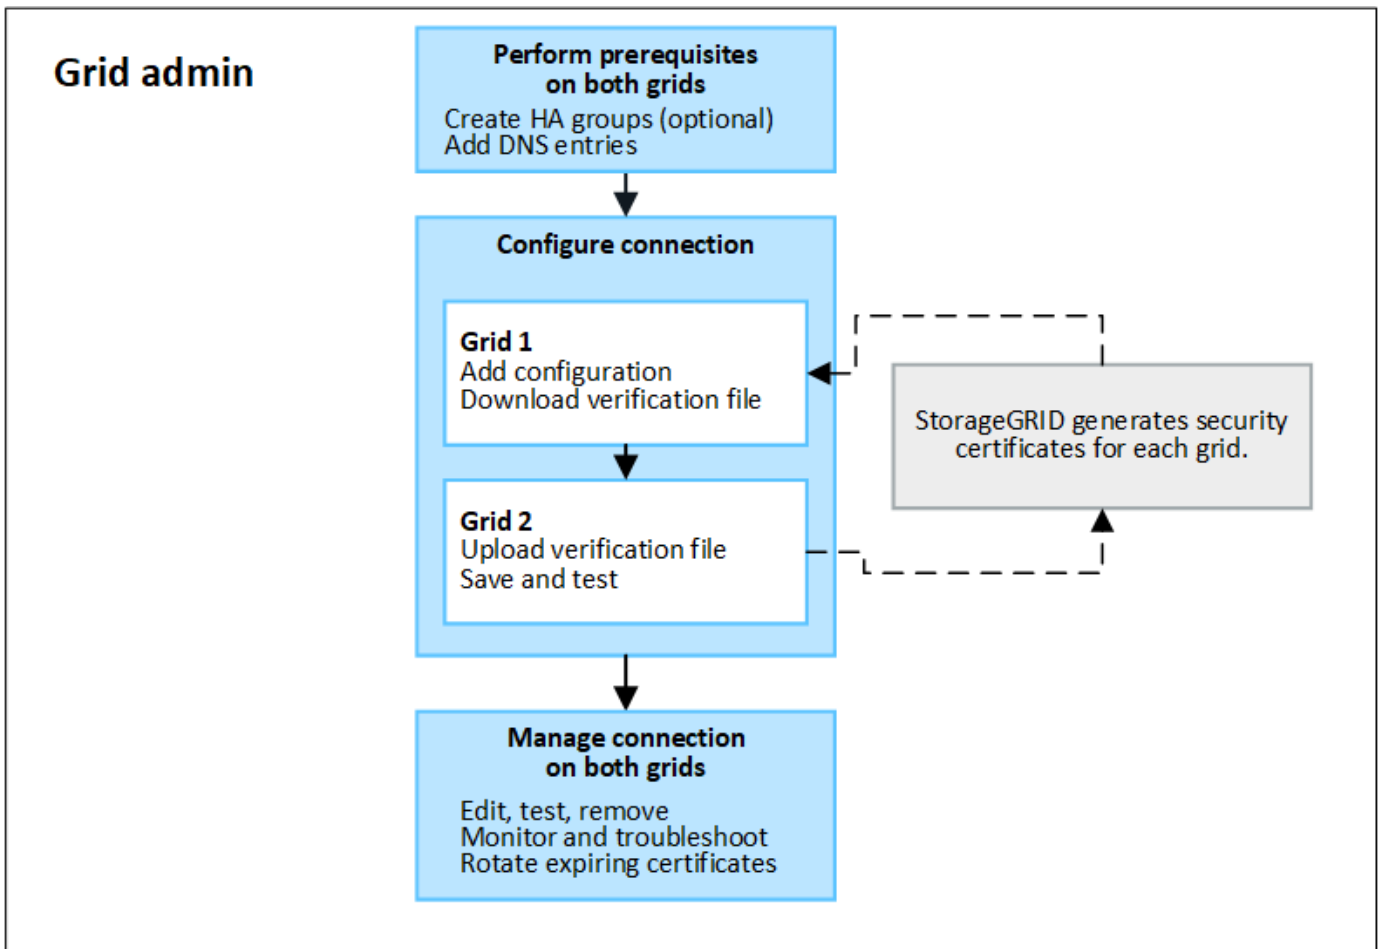 Grid admin
Perform prerequisites
on both grids
Create HA groups (optional)
Add DNS entries
Configure connection
Grid 1
Add configuration
Download verification file
StorageGRID generates security
certificates for each grid.
Grid 2
Upload verification file
Save and test
Manage connection
on both grids
Edit, test, remove
Monitor and troubleshoot
Rotate expiring certificates